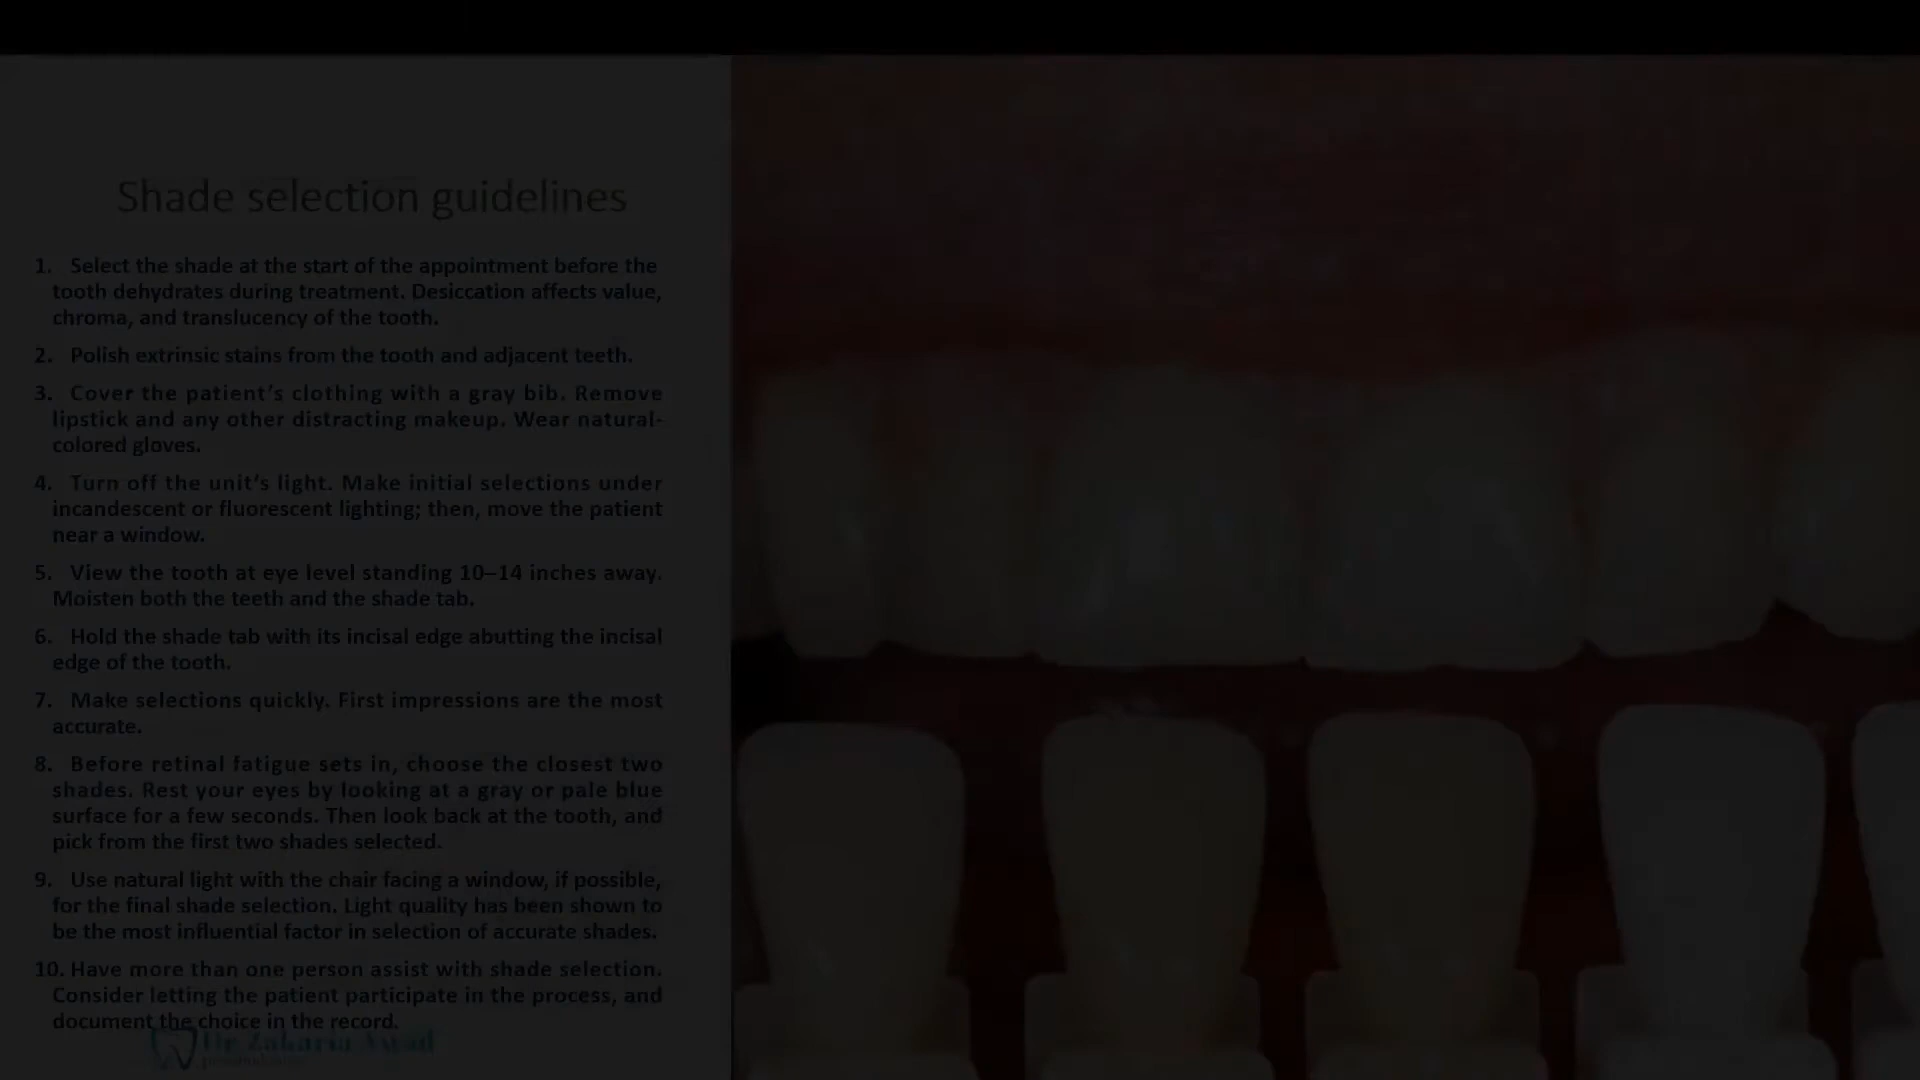 Shade selection guidelines
1. Select the shade at the start of the appointment before the
tooth dehydrates during treatment. Desiccation affects value,
chroma, and translucency of the tooth.
2. Polish extrinsic stains from the tooth and adjacent teeth.
3. Cover the patient’s clothing with a gray bib. Remove
lipstick and any other distracting makeup. Wear natural-
colored gloves.
4. Turn off the unit’s light. Make initial selections under
incandescent or fluorescent lighting; then, move the patient
near a window.
5. View the tooth at eye level standing 10–14 inches away.
Moisten both the teeth and the shade tab.
6. Hold the shade tab with its incisal edge abutting the incisal
edge of the tooth.
7. Make selections quickly. First impressions are the most
accurate.
8. Before retinal fatigue sets in, choose the closest two
shades. Rest your eyes by looking at a gray or pale blue
surface for a few seconds. Then look back at the tooth, and
pick from the first two shades selected.
9. Use natural light with the chair facing a window, if possible,
for the final shade selection. Light quality has been shown to
be the most influential factor in selection of accurate shades.
10. Have more than one person assist with shade selection.
Consider letting the patient participate in the process, and
document the choice in the record.
Dr Zakaria Awad